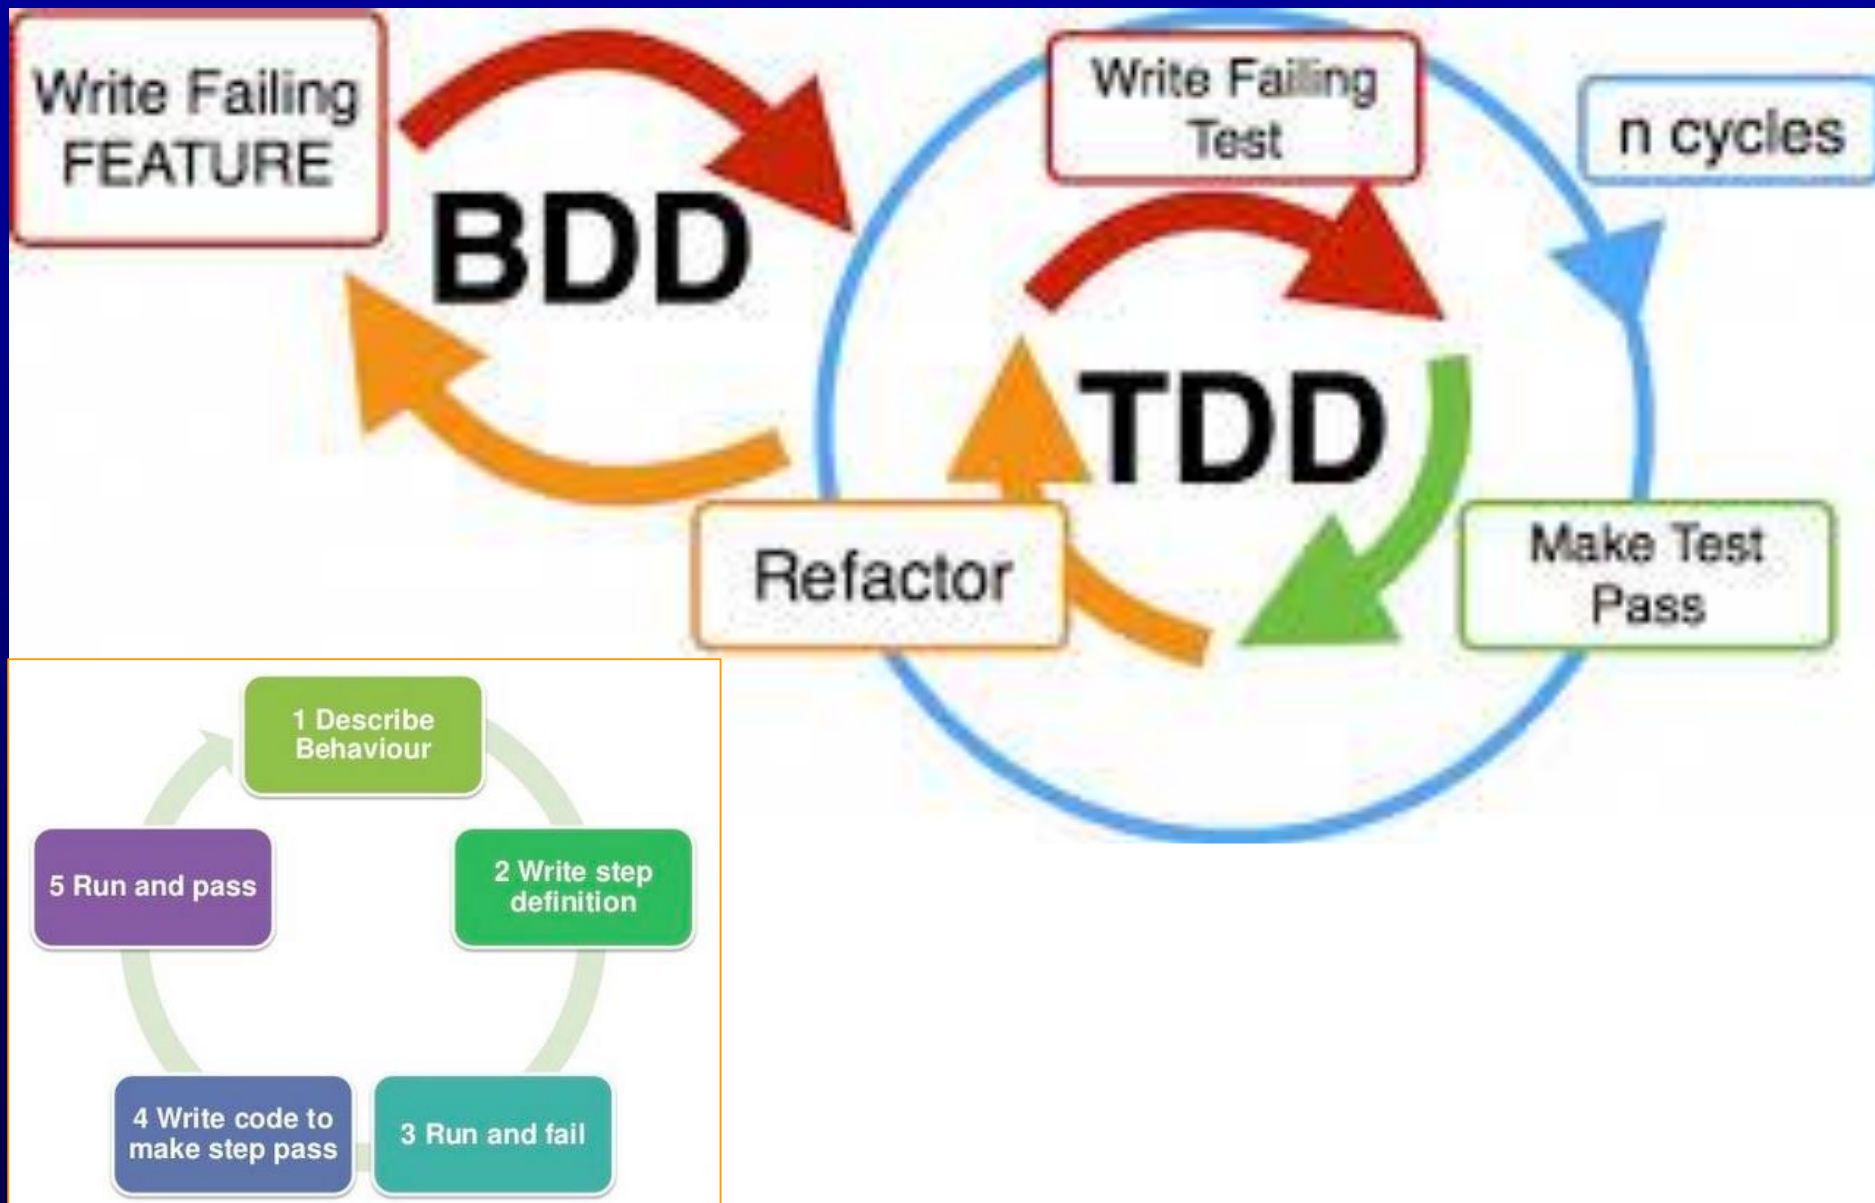 Write Failing
FEATURE
BDD
Write Failing
Test
n cycles
TDD
Refactor
Make Test
Pass
1 Describe
Behaviour
2 Write step
definition
3 Run and fail
4 Write code to
make step pass
5 Run and pass